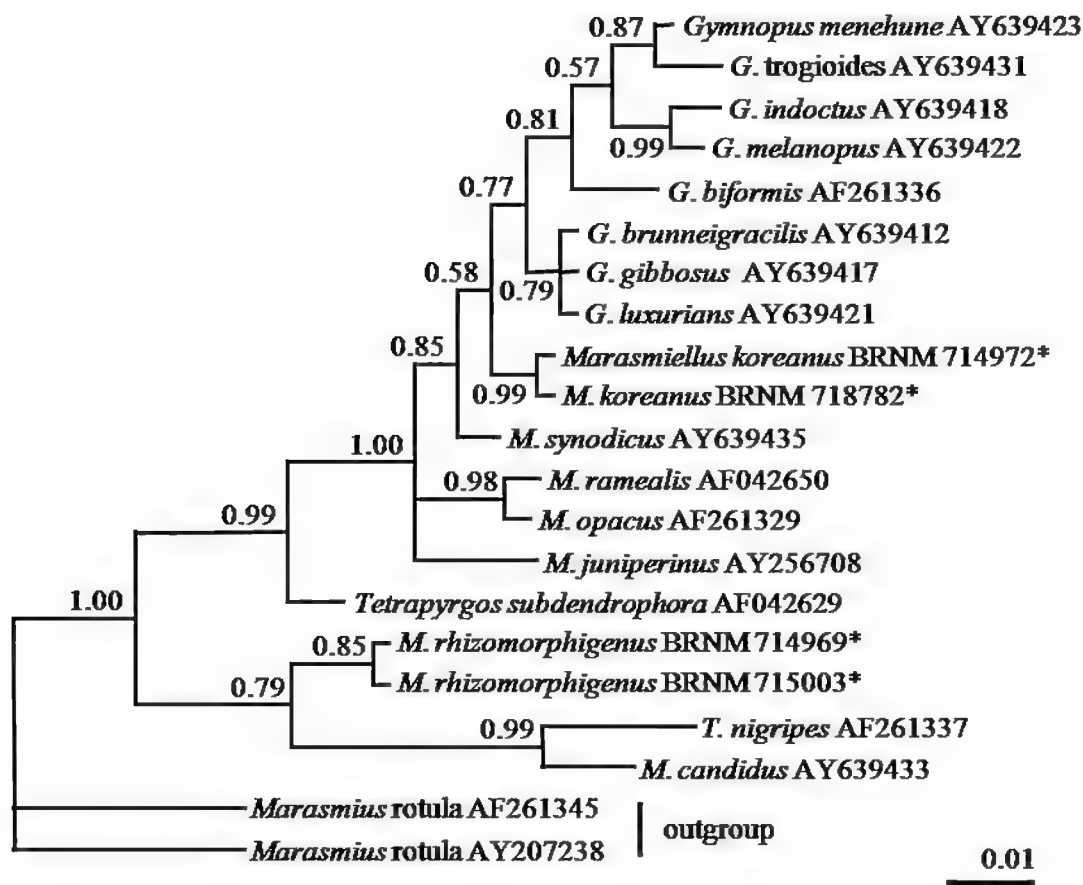 0.87 Gymnopus menehune AY639423
0.57 G. trogioides AY639431
0.81 G. indoctus AY639418
0.99 G. melanopus AY639422
0.77 G. biformis AF261336
G. brunneigracilis AY639412
0.58 G. gibbosus AY639417
0.79 G. luxurians AY639421
0.85 Marasmiellus koreanus BRNM 714972*
0.99 M. koreanus BRNM 718782*
1.00 M. synodicus AY639435
0.98 M. ramealis AF042650
M. opacus AF261329
0.99 M. juniperinus AY256708
1.00 Tetrapyrgos subdendrophora AF042629
0.85 M. rhizomorphigenus BRNM 714969*
0.79 M. rhizomorphigenus BRNM 715003*
0.99 T. nigripes AF261337
M. candidus AY639433
Marasmius rotula AF261345
outgroup
Marasmius rotula AY207238
0.01